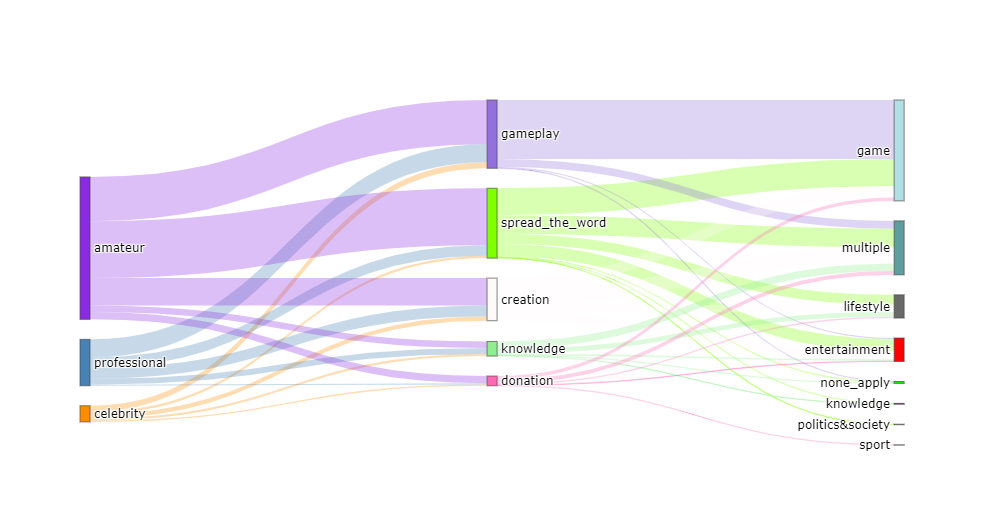 amateur
professional
celebrity
gameplay
spread_the_word
creation
knowledge
donation
game
multiple
lifestyle
entertainment
none_apply
knowledge
politics&society
sport